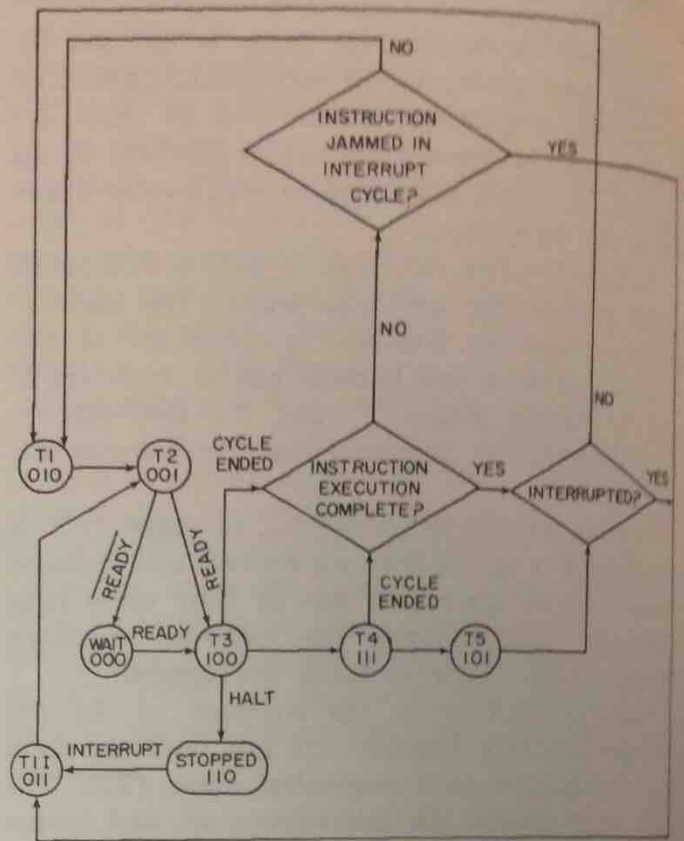 NO
INSTRUCTION
JAMMED IN
INTERRUPT
CYCLE?
YES
NO
NO
T1
010
T2
001
CYCLE
ENDED
INSTRUCTION
EXECUTION
COMPLETE?
YES
INTERRUPTED?
YES
READY
READY
CYCLE
ENDED
WAIT
000
READY
T3
100
T4
111
T5
101
HALT
T1I
011
INTERRUPT
STOPPED
110